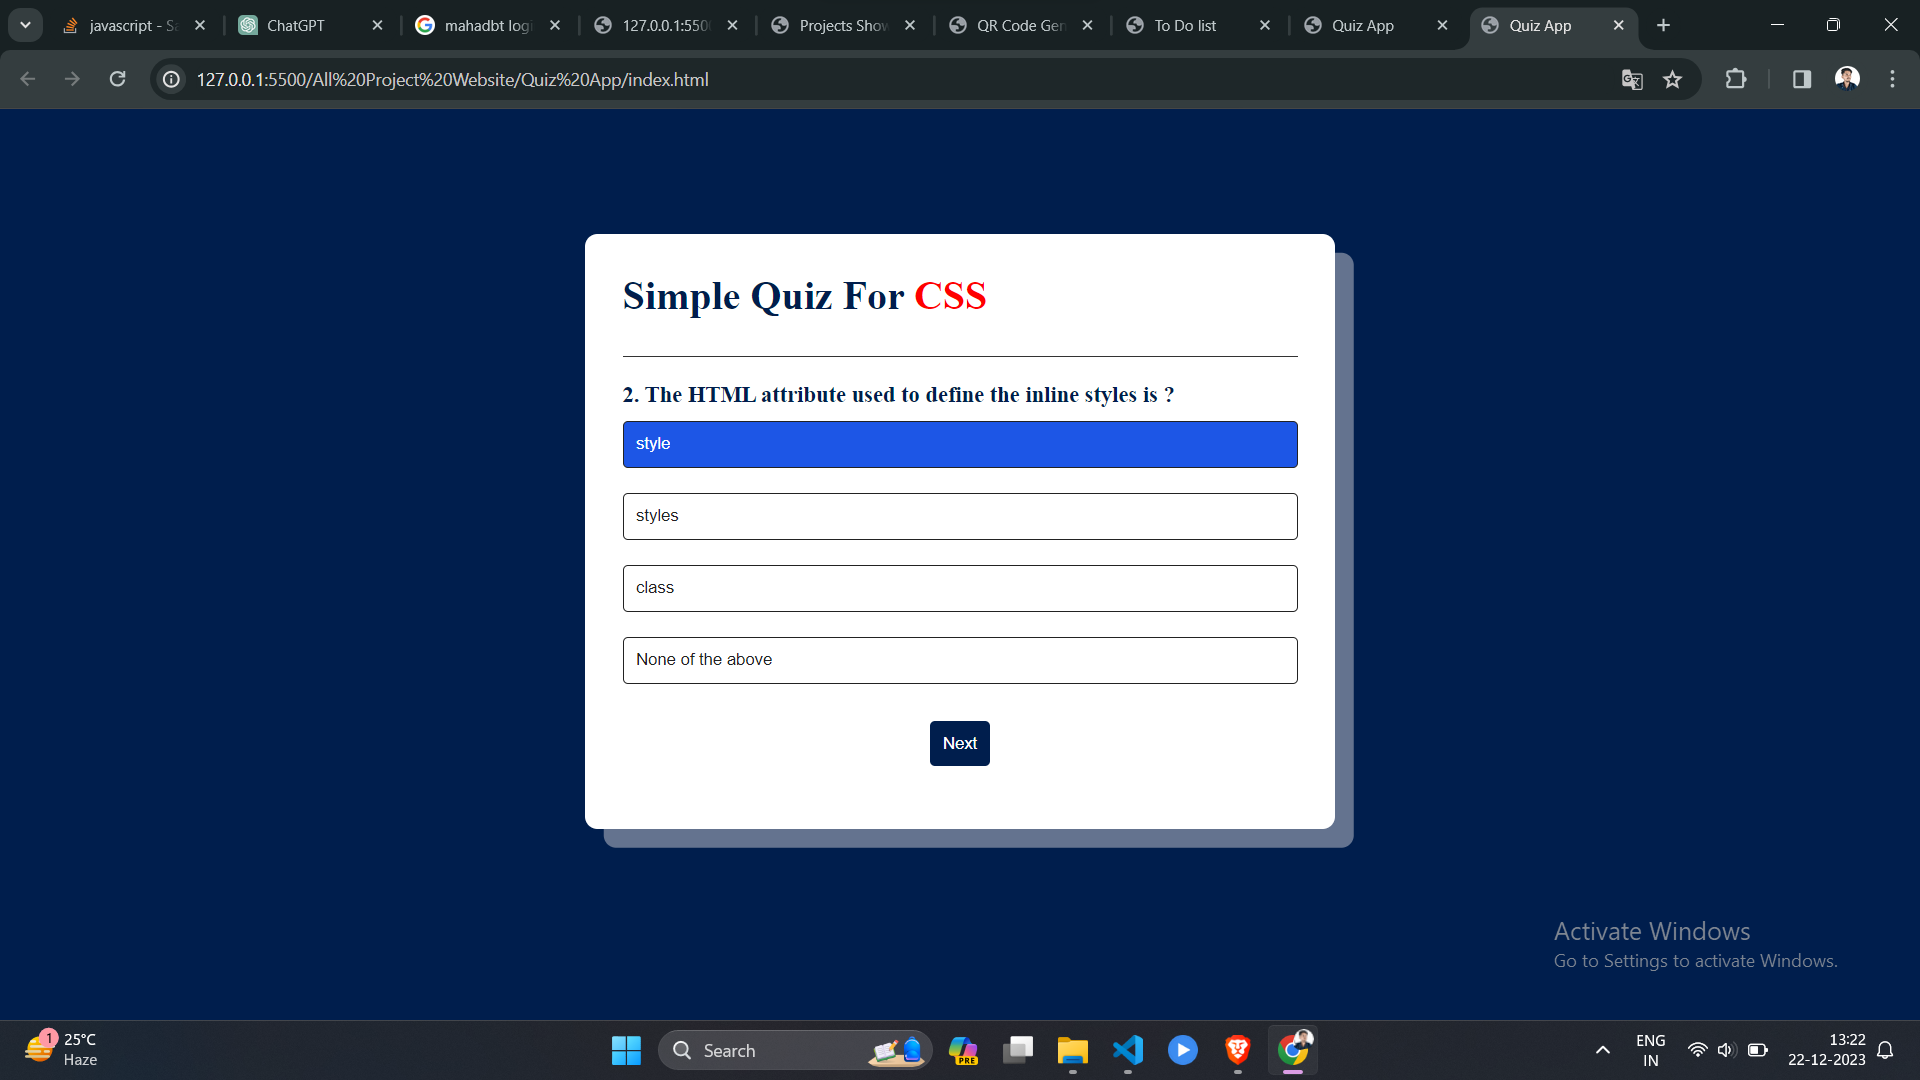 javascript - Sa
ChatGPT
mahadbt logi
127.0.0.1:550
Projects Show
QR Code Gen
To Do list
Quiz App
Quiz App
127.0.0.1:5500/All%20Project%20Website/Quiz%20App/index.html
Simple Quiz For CSS
2. The HTML attribute used to define the inline styles is ?
style
styles
class
None of the above
Next
Activate Windows
Go to Settings to activate Windows.
1
25°C
Haze
Search
PRE
ENG
IN
13:22
22-12-2023